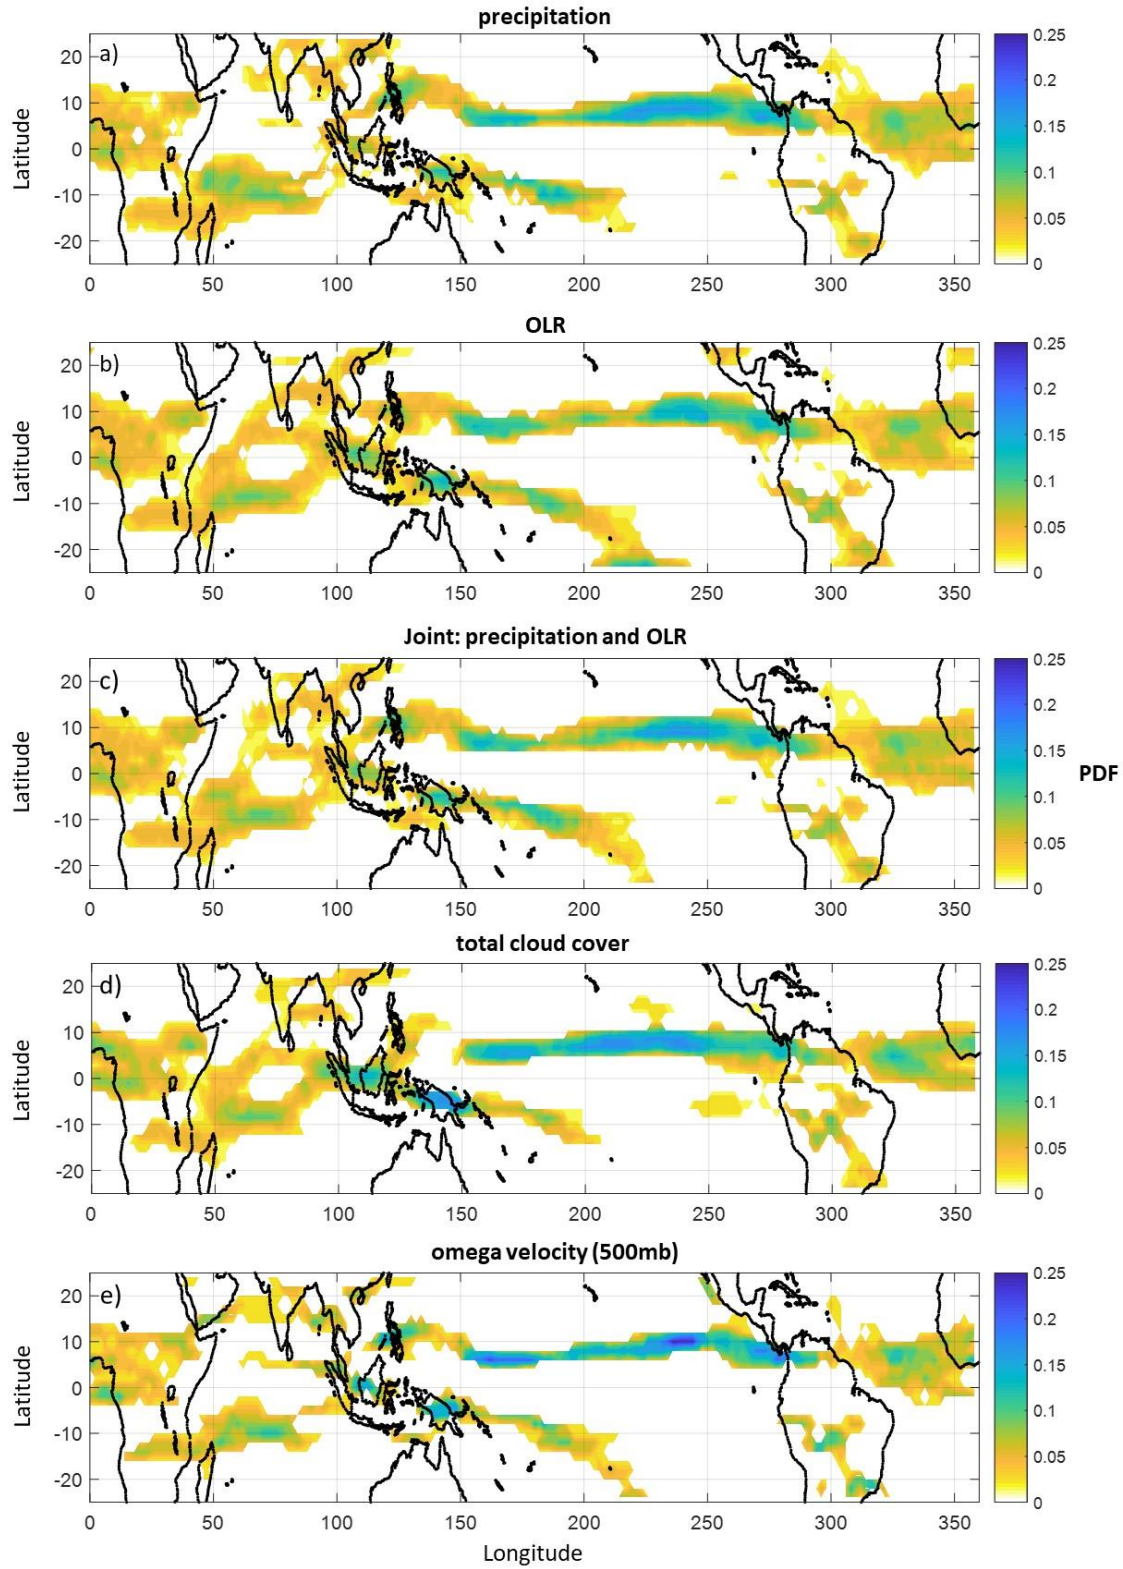 precipitation
a)
20
10
0
-10
-20
Latitude
0 50 100 150 200 250 300 350
0.25
0.2
0.15
0.1
0.05
0
OLR
b)
20
10
0
-10
-20
Latitude
0 50 100 150 200 250 300 350
0.25
0.2
0.15
0.1
0.05
0
Joint: precipitation and OLR
c)
20
10
0
-10
-20
Latitude
0 50 100 150 200 250 300 350
0.25
0.2
0.15
0.1
0.05
0
PDF
total cloud cover
d)
20
10
0
-10
-20
Latitude
0 50 100 150 200 250 300 350
0.25
0.2
0.15
0.1
0.05
0
omega velocity (500mb)
e)
20
10
0
-10
-20
Latitude
0 50 100 150 200 250 300 350
0.25
0.2
0.15
0.1
0.05
0
Longitude